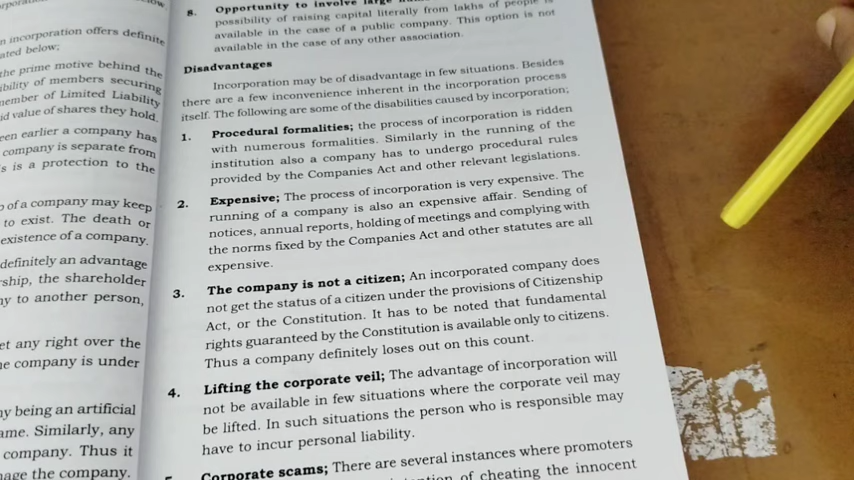 n incorporation offers definite
ated below;
the prime motive behind the
ibility of members securing
member of Limited Liability
id value of shares they hold.
een earlier a company has
company is separate from
s is a protection to the
p of a company may keep
to exist. The death or
existence of a company.
definitely an advantage
rship, the shareholder
ny to another person,
et any right over the
he company is under
ny being an artificial
ame. Similarly, any
company. Thus it
nage the company.
8. Opportunity to involve large
possibility of raising capital literally from lakhs of people is
available in the case of a public company. This option is not
available in the case of any other association.
Disadvantages
Incorporation may be of disadvantage in few situations. Besides
there are a few inconvenience inherent in the incorporation process
itself. The following are some of the disabilities caused by incorporation;
1. Procedural formalities; the process of incorporation is ridden
with numerous formalities. Similarly in the running of the
institution also a company has to undergo procedural rules
provided by the Companies Act and other relevant legislations.
2. Expensive; The process of incorporation is very expensive. The
running of a company is also an expensive affair. Sending of
notices, annual reports, holding of meetings and complying with
the norms fixed by the Companies Act and other statutes are all
expensive.
3. The company is not a citizen; An incorporated company does
not get the status of a citizen under the provisions of Citizenship
Act, or the Constitution. It has to be noted that fundamental
rights guaranteed by the Constitution is available only to citizens.
Thus a company definitely loses out on this count.
4. Lifting the corporate veil; The advantage of incorporation will
not be available in few situations where the corporate veil may
be lifted. In such situations the person who is responsible may
have to incur personal liability.
Corporate scams; There are several instances where promoters
of cheating the innocent